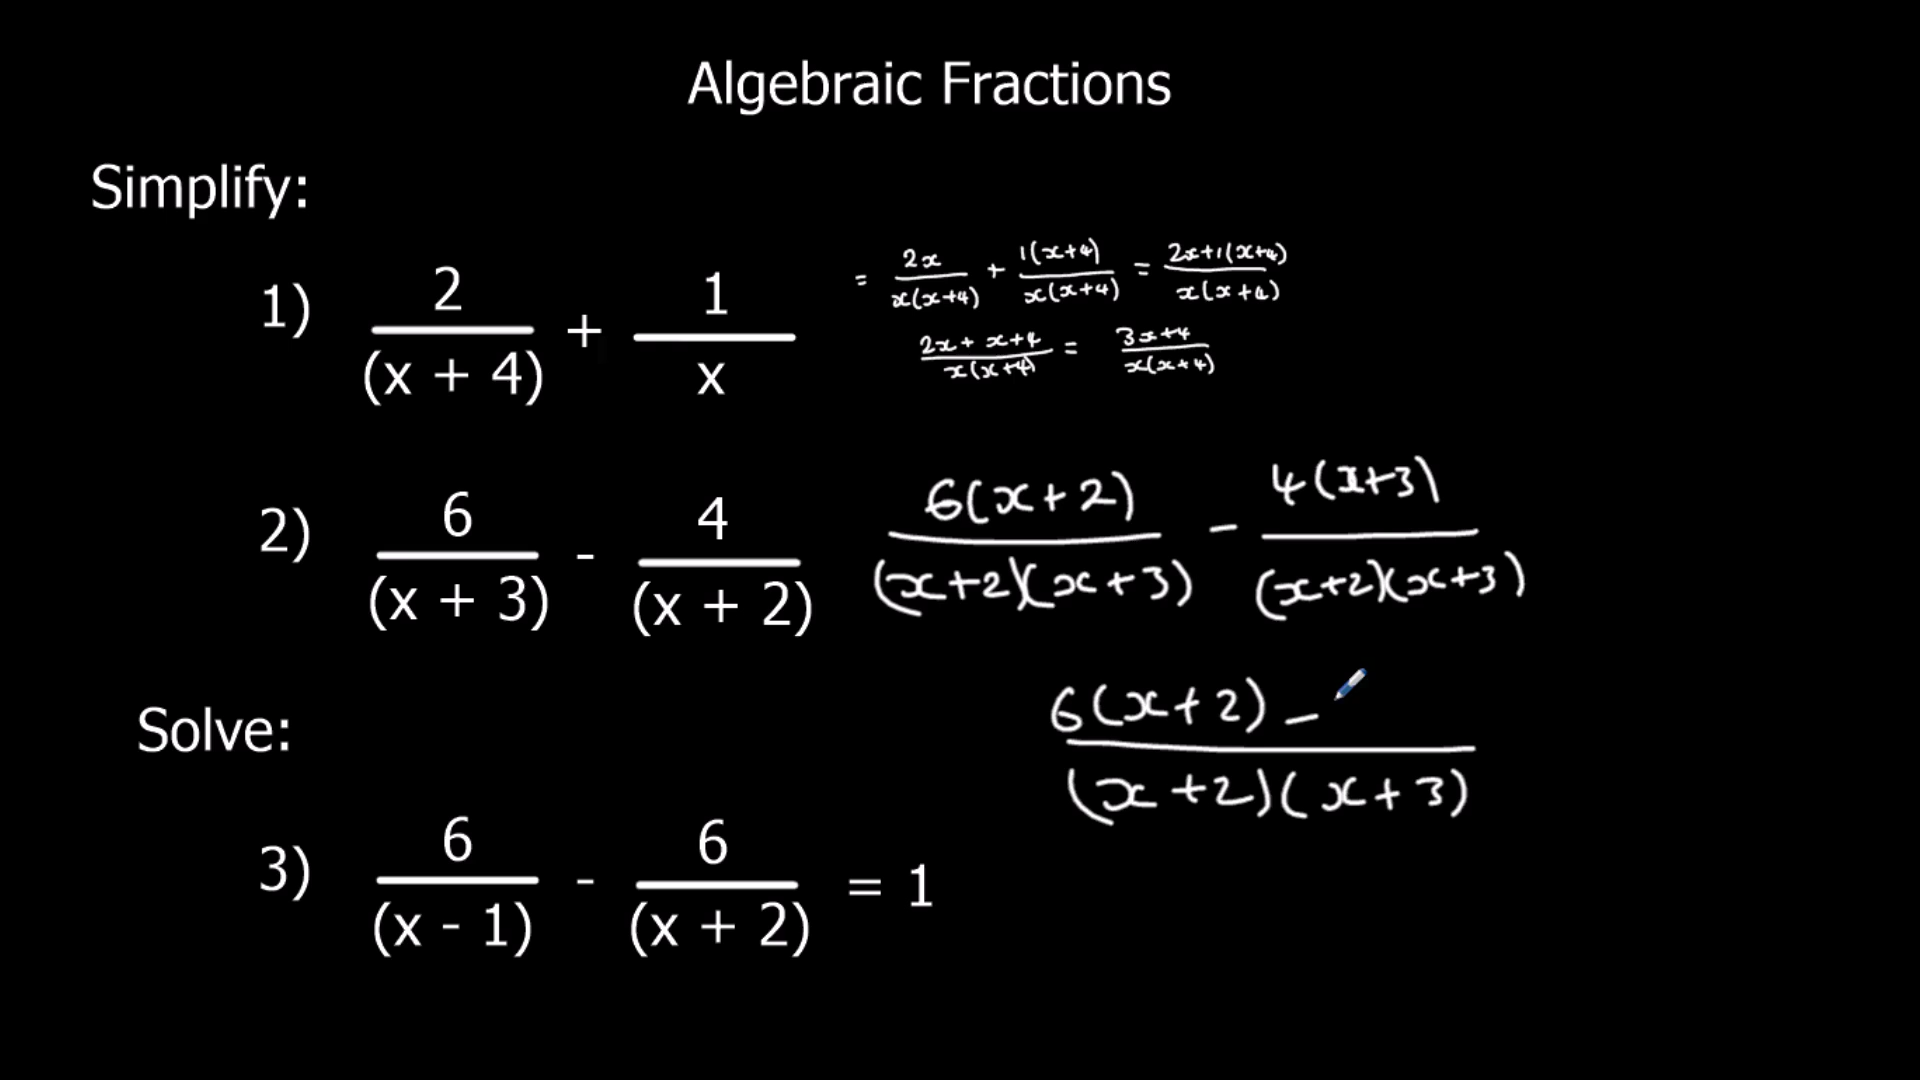 Algebraic Fractions
Simplify:
1) 2/(x + 4) + 1/x = 2x/x(x+4) + 1(x+4)/x(x+4) = 2x+1(x+4)/x(x+4)
2x + x+4/x(x+4) = 3x+4/x(x+4)
2) 6/(x + 3) - 4/(x + 2) 6(x+2)/(x+2)(x+3) - 4(x+3)/(x+2)(x+3)
6(x+2) -/(x+2)(x+3)
Solve:
3) 6/(x - 1) - 6/(x + 2) = 1